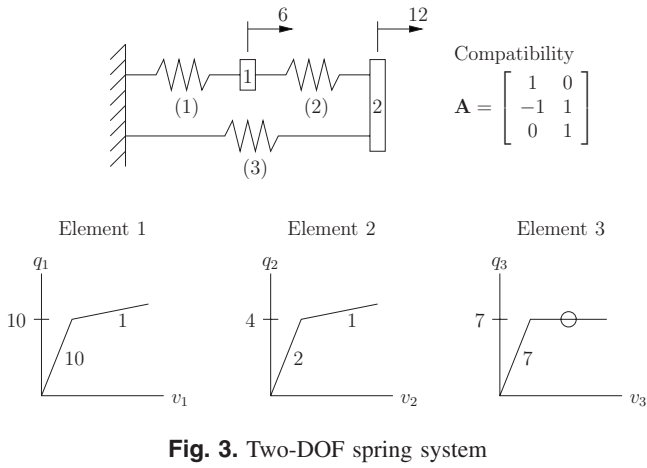 6 12
Compatibility
1 2
(1) (2)
(3)
A = [ 1 0
-1 1
0 1 ]
Element 1 Element 2 Element 3
q1 q2 q3
10 1 4 1 7
10 2 7
v1 v2 v3
Fig. 3. Two-DOF spring system